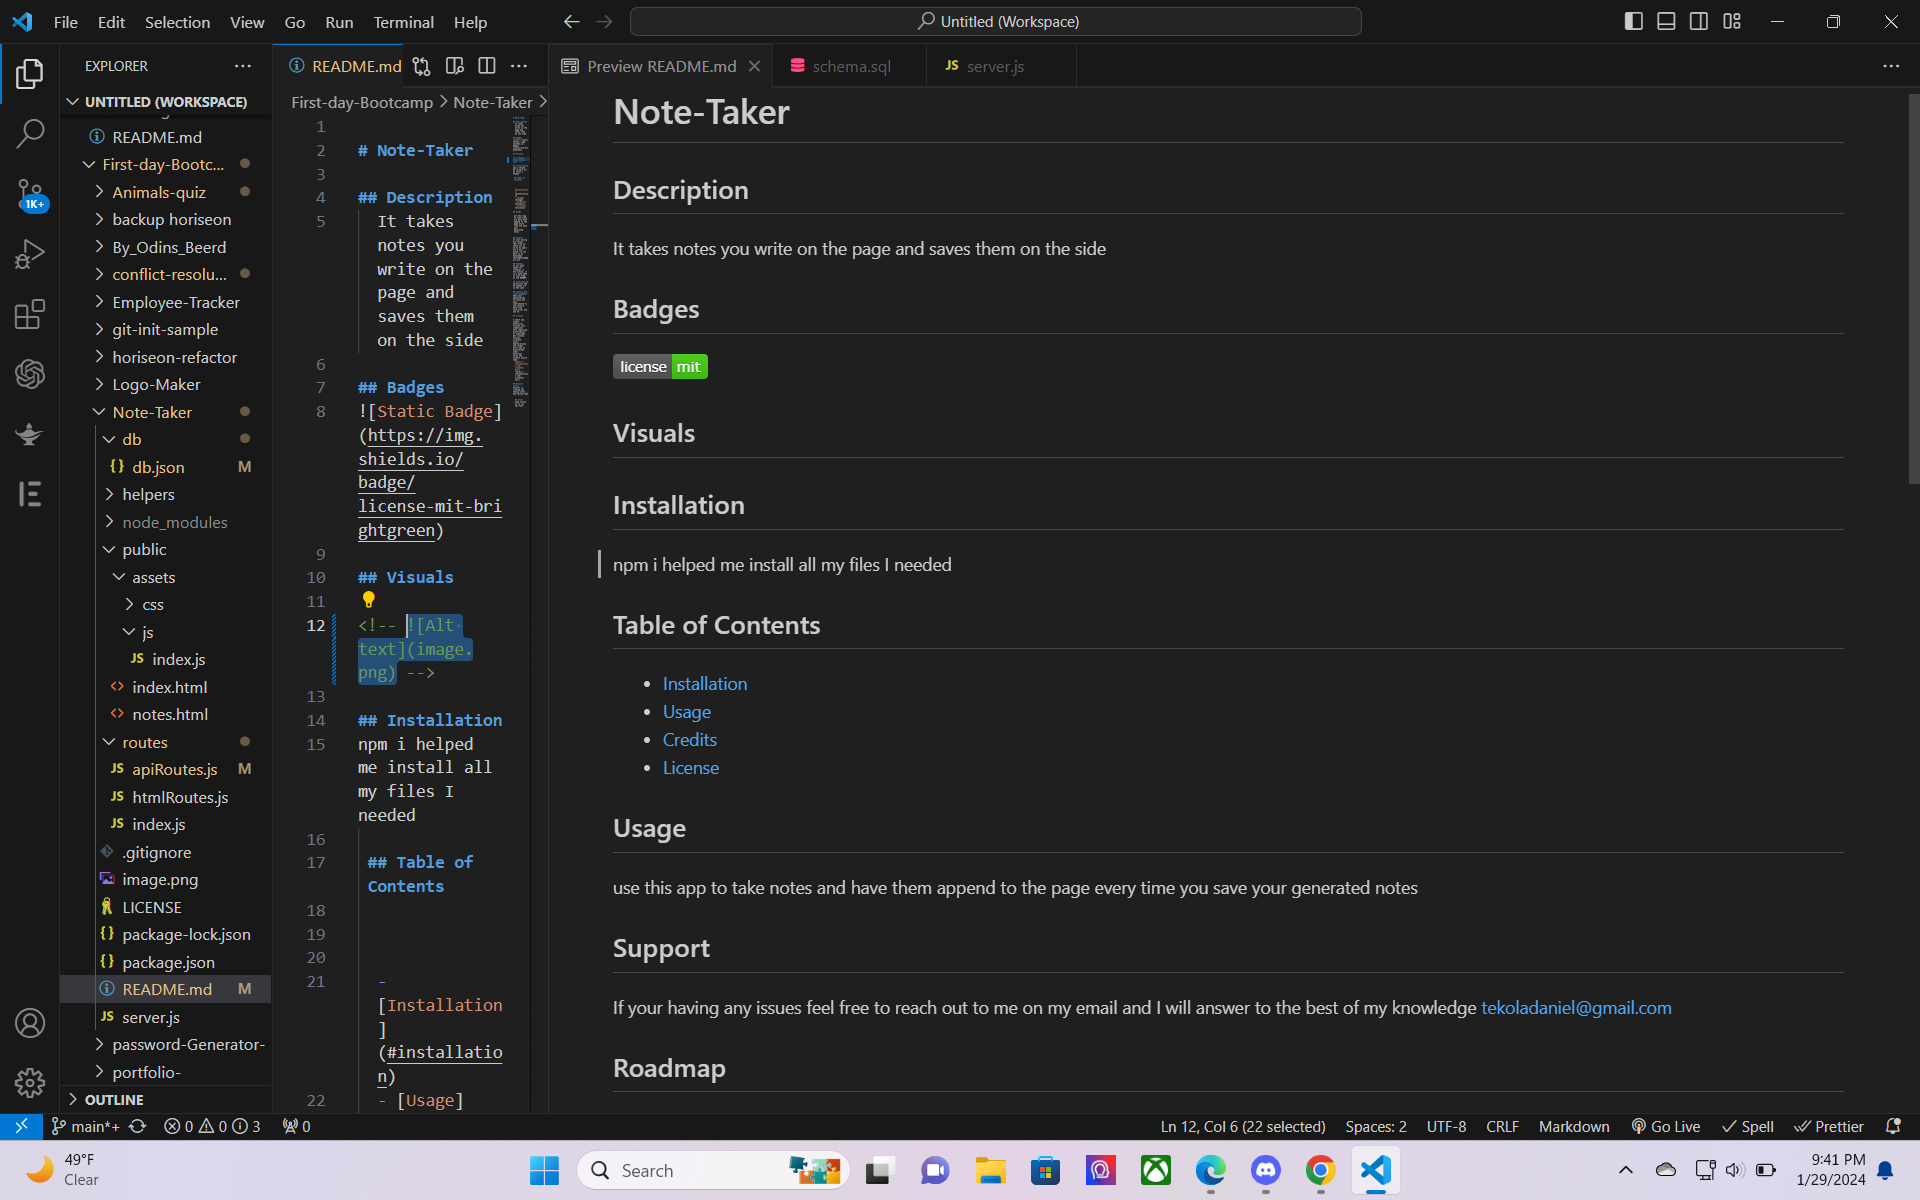 File Edit Selection View Go Run Terminal Help
Untitled (Workspace)
EXPLORER
UNTITLED (WORKSPACE)
README.md
First-day-Bootc...
Animals-quiz
backup horiseon
By_Odins_Beerd
conflict-resolu...
Employee-Tracker
git-init-sample
horiseon-refactor
Logo-Maker
Note-Taker
db
db.json M
helpers
node_modules
public
assets
css
js
JS index.js
index.html
notes.html
routes
JS apiRoutes.js M
JS htmlRoutes.js
JS index.js
.gitignore
image.png
LICENSE
package-lock.json
package.json
README.md M
JS server.js
password-Generator-
portfolio-
OUTLINE
1K+
README.md
First-day-Bootcamp > Note-Taker >
1
2 # Note-Taker
3
4 ## Description
5 It takes
notes you
write on the
page and
saves them
on the side
6
7 ## Badges
8 ![Static Badge]
(https://img.
shields.io/
badge/
license-mit-bri
ghtgreen)
9
10 ## Visuals
11
12 <!-- ![Alt
text](image.
png) -->
13
14 ## Installation
15 npm i helped
me install all
my files I
needed
16
17 ## Table of
Contents
18
19
20
21 -
[Installation
]
(#installatio
n)
22 - [Usage]
Preview README.md
schema.sql
JS server.js
Note-Taker
Description
It takes notes you write on the page and saves them on the side
Badges
license mit
Visuals
Installation
npm i helped me install all my files I needed
Table of Contents
• Installation
• Usage
• Credits
• License
Usage
use this app to take notes and have them append to the page every time you save your generated notes
Support
If your having any issues feel free to reach out to me on my email and I will answer to the best of my knowledge tekoladaniel@gmail.com
Roadmap
main*+ 0 0 3 0
Ln 12, Col 6 (22 selected) Spaces: 2 UTF-8 CRLF Markdown Go Live Spell Prettier
49°F
Clear
Search
9:41 PM
1/29/2024